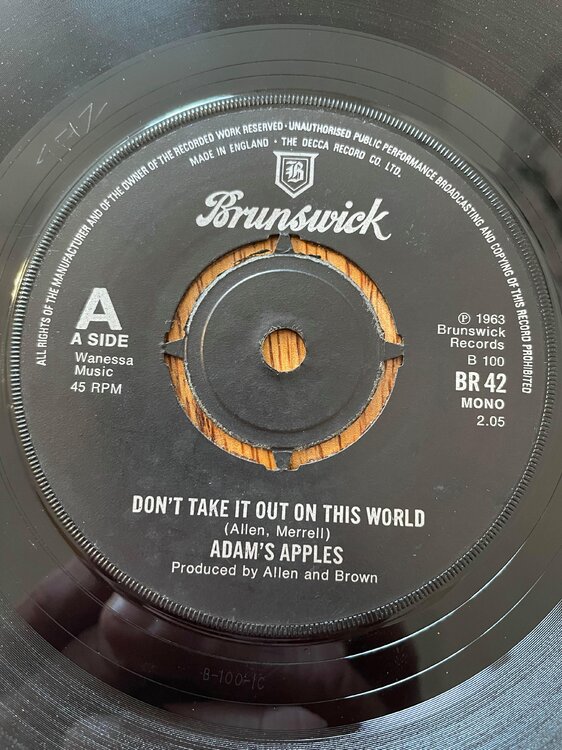 ALL RIGHTS OF THE MANUFACTURER AND OF THE OWNER OF THE RECORDED WORK RESERVED · UNAUTHORISED PUBLIC PERFORMANCE BROADCASTING AND COPYING OF THIS RECORD PROHIBITED
MADE IN ENGLAND · THE DECCA RECORD CO. LTD.
B
Brunswick
A
A SIDE
Wanessa
Music
45 RPM
℗ 1963
Brunswick
Records
B 100
BR 42
MONO
2.05
DON'T TAKE IT OUT ON THIS WORLD
(Allen, Merrell)
ADAM'S APPLES
Produced by Allen and Brown
B-100-1C